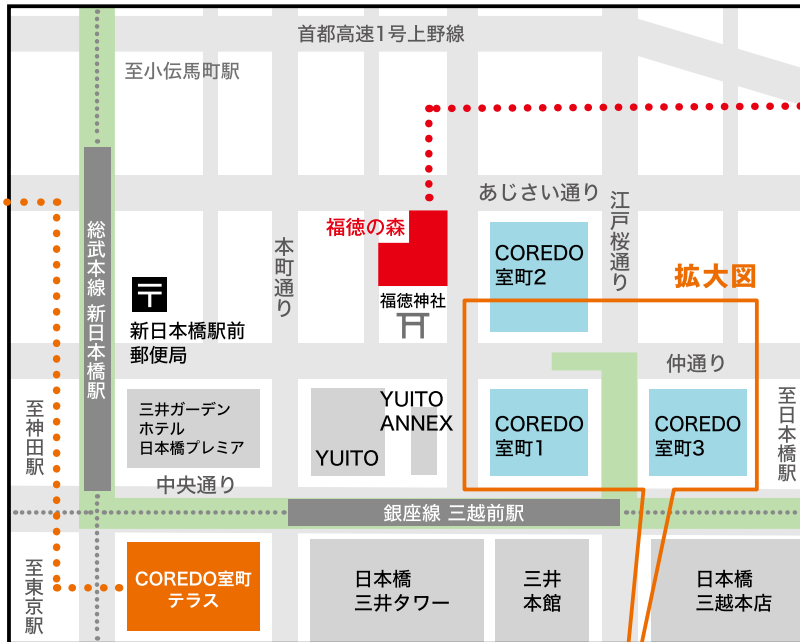 首都高速1号上野線
至小伝馬町駅
あじさい通り
江戸桜通り
福徳の森
本町通り
総武本線 新日本橋駅
COREDO
室町2
拡大図
福徳神社
〒
新日本橋駅前
郵便局
仲通り
至神田駅
三井ガーデン
ホテル
日本橋プレミア
YUITO
YUITO
ANNEX
COREDO
室町1
COREDO
室町3
至日本橋駅
中央通り
銀座線 三越前駅
至東京駅
COREDO室町
テラス
日本橋
三井タワー
三井
本館
日本橋
三越本店